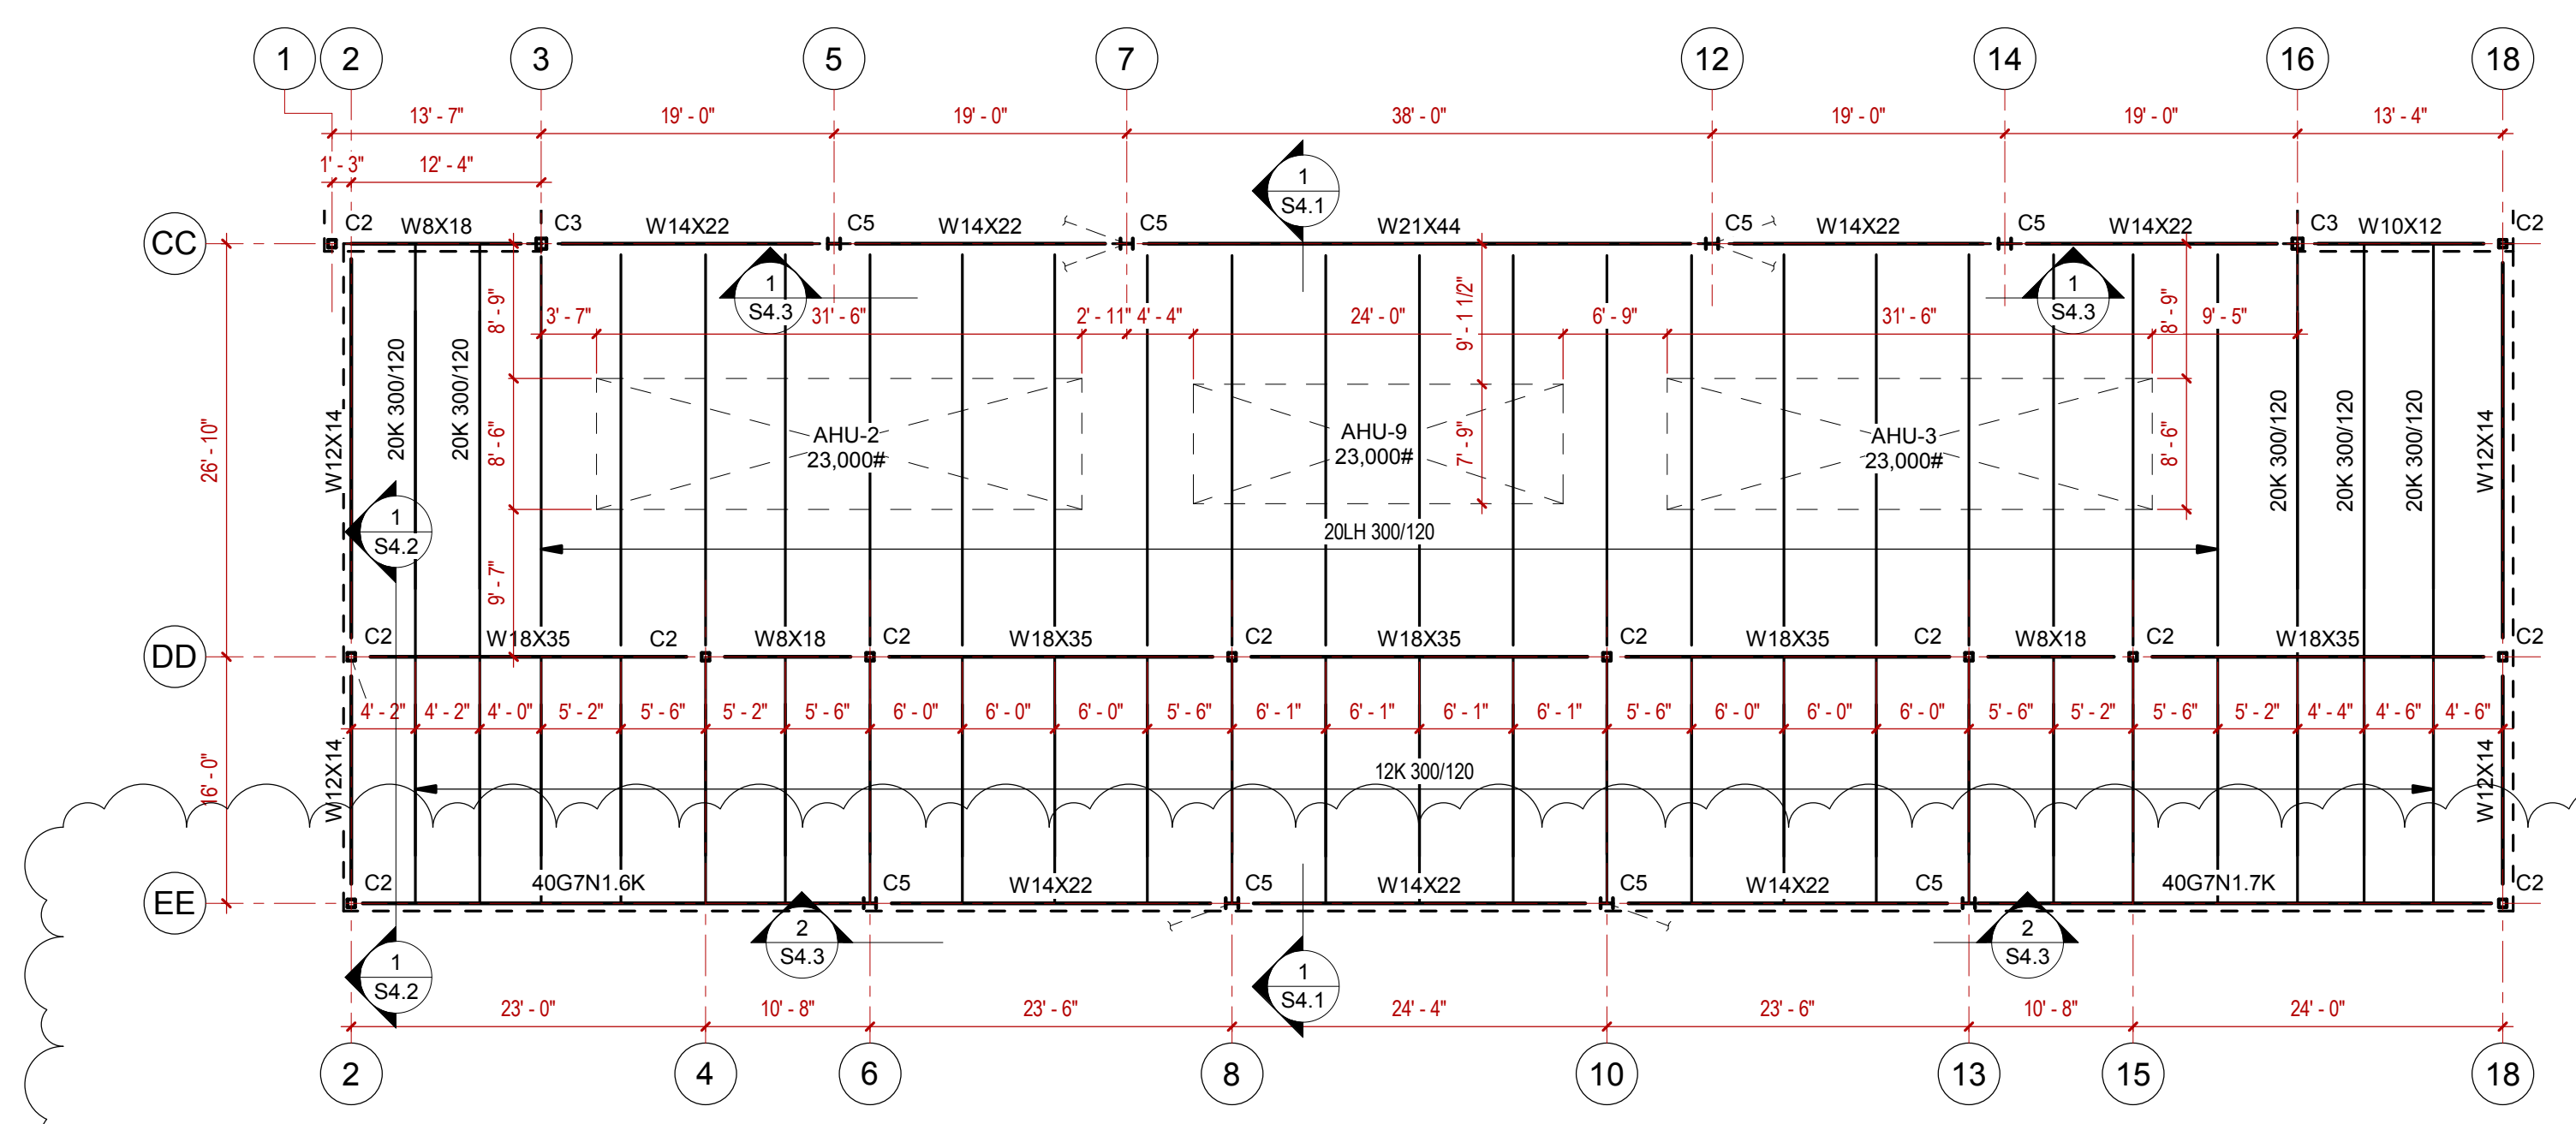 1 2 3 5 7 12 14 16 18
13' - 7" 19' - 0" 19' - 0" 38' - 0" 19' - 0" 19' - 0" 13' - 4"
1' - 3" 12' - 4"
1
S4.1
CC C2 W8X18 C3 W14X22 C5 W14X22 C5 W21X44 C5 W14X22 C5 W14X22 C3 W10X12 C2
1
S4.3
1
S4.3
8' - 9" 9' - 1 1/2" 8' - 9"
3' - 7" 31' - 6" 2' - 11" 4' - 4" 24' - 0" 6' - 9" 31' - 6" 9' - 5"
26' - 10" W12X14 20K 300/120 20K 300/120 8' - 6" 7' - 9" 8' - 6" 20K 300/120 20K 300/120 20K 300/120 W12X14
AHU-2
23,000#
AHU-9
23,000#
AHU-3
23,000#
1
S4.2
20LH 300/120
9' - 7"
DD C2 W18X35 C2 W8X18 C2 W18X35 C2 W18X35 C2 W18X35 C2 W8X18 C2 W18X35 C2
4' - 2" 4' - 2" 4' - 0" 5' - 2" 5' - 6" 5' - 2" 5' - 6" 6' - 0" 6' - 0" 6' - 0" 5' - 6" 6' - 1" 6' - 1" 6' - 1" 6' - 1" 5' - 6" 6' - 0" 6' - 0" 6' - 0" 5' - 6" 5' - 2" 5' - 6" 5' - 2" 4' - 4" 4' - 6" 4' - 6"
16' - 0" W12X14 W12X14
12K 300/120
EE C2 40G7N1.6K C5 W14X22 C5 W14X22 C5 W14X22 C5 40G7N1.7K C2
2
S4.3
2
S4.3
1
S4.2
1
S4.1
23' - 0" 10' - 8" 23' - 6" 24' - 4" 23' - 6" 10' - 8" 24' - 0"
2 4 6 8 10 13 15 18